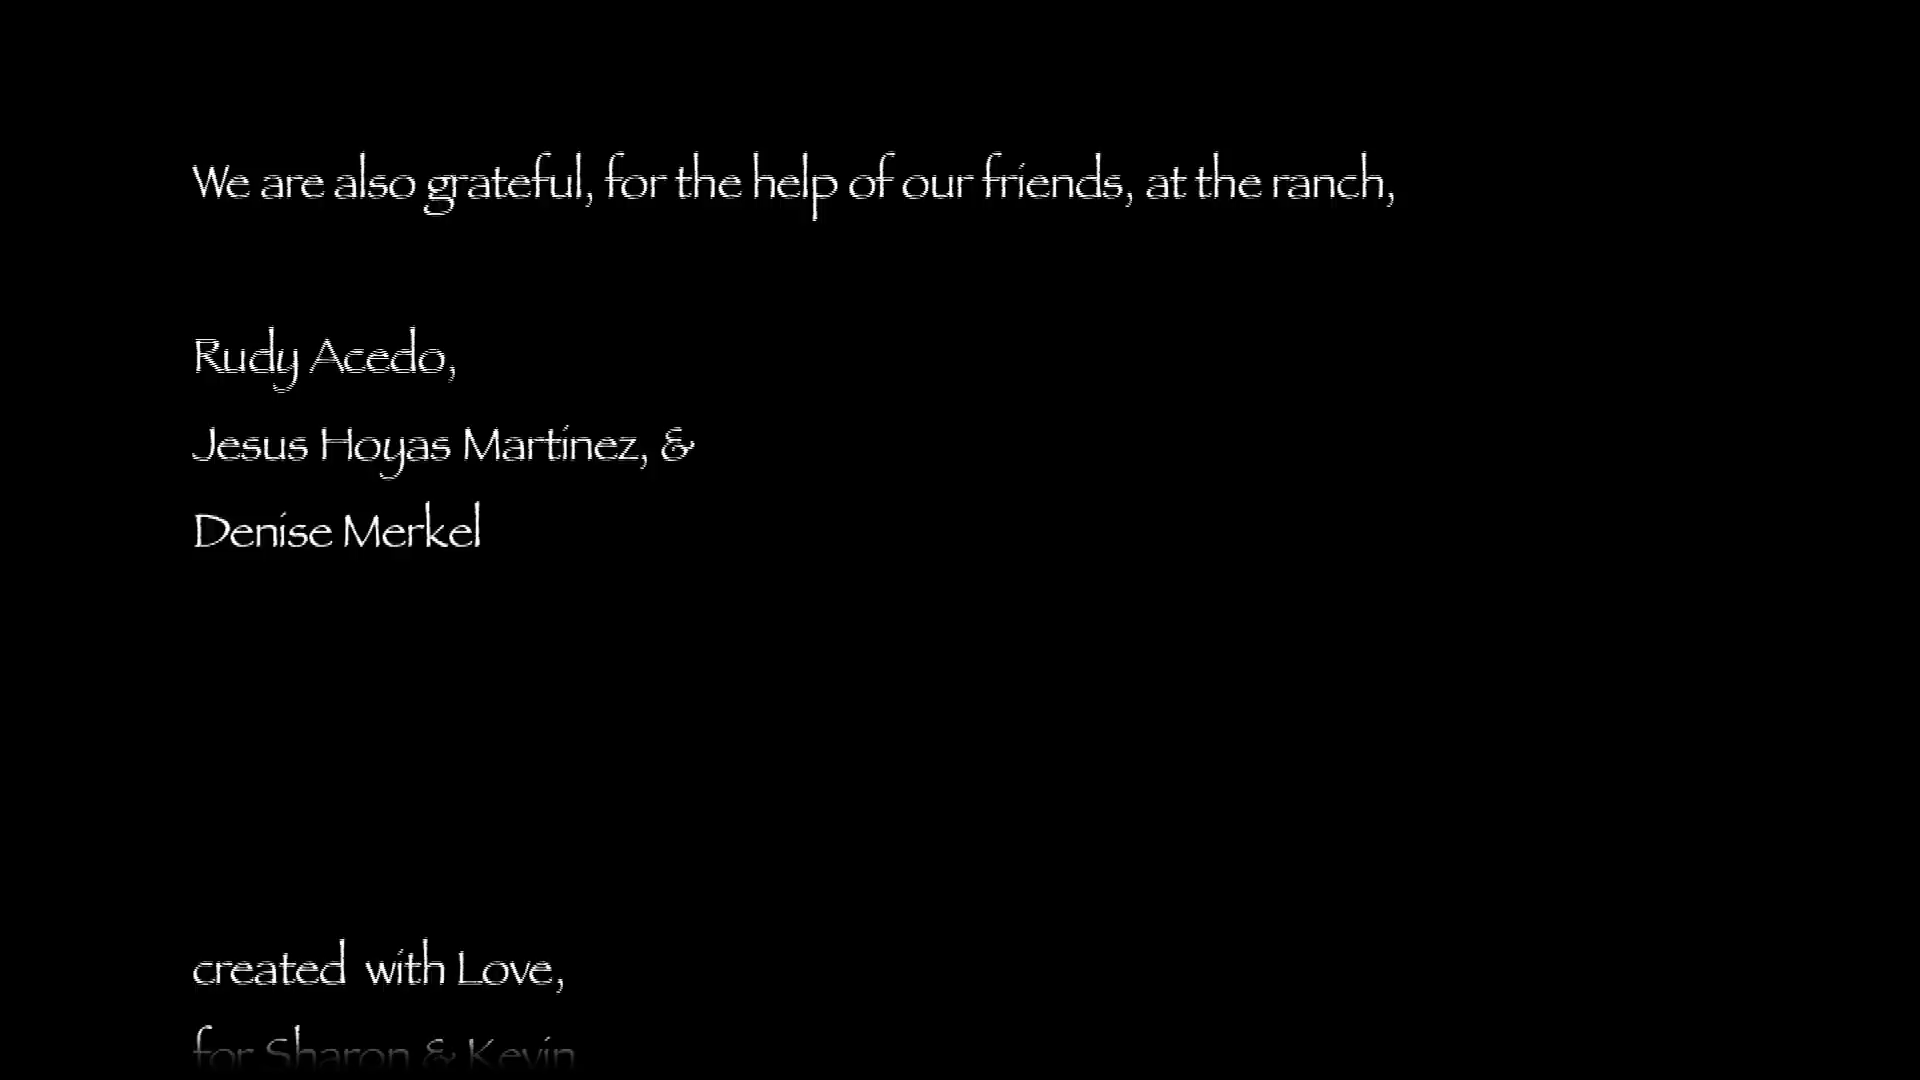 We are also grateful, for the help of our friends, at the ranch,
Rudy Acedo,
Jesus Hoyas Martinez, &
Denise Merkel
created with Love,
for Sharon & Kevin